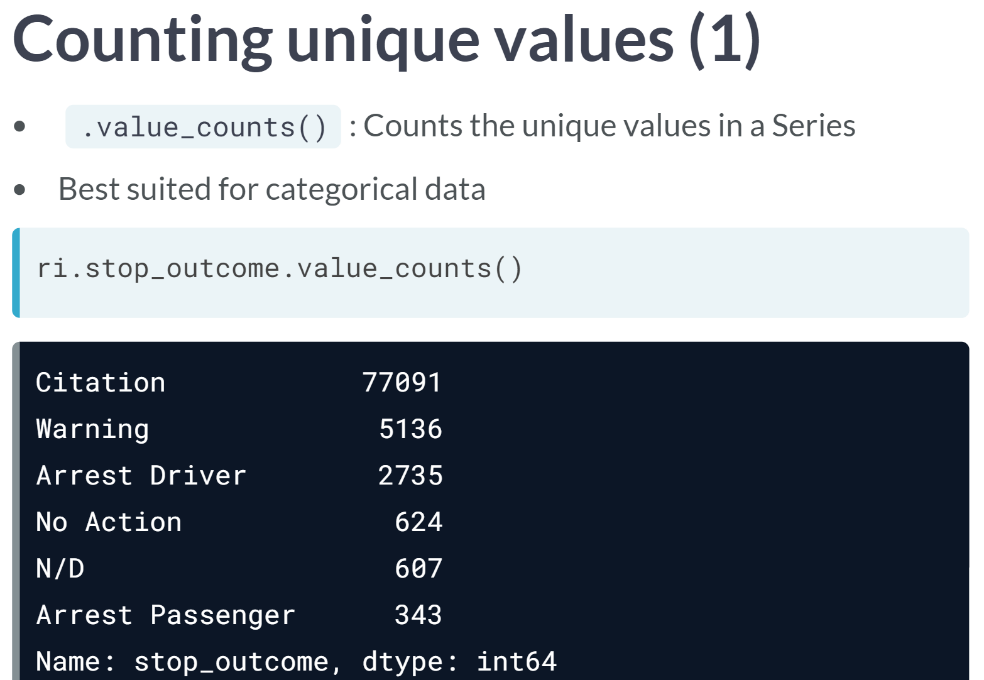 Counting unique values (1)
• .value_counts() : Counts the unique values in a Series
• Best suited for categorical data
ri.stop_outcome.value_counts()
Citation 77091
Warning 5136
Arrest Driver 2735
No Action 624
N/D 607
Arrest Passenger 343
Name: stop_outcome, dtype: int64